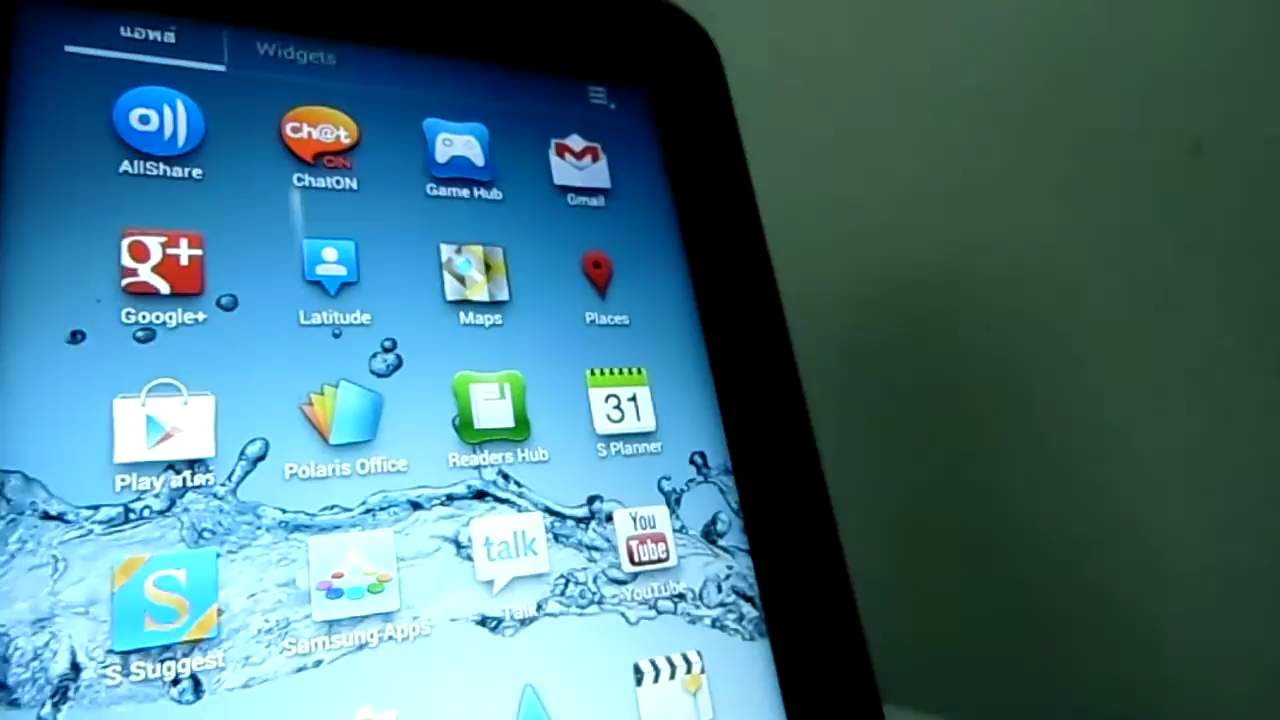 แอพส์ Widgets
Ch@t
ON
AllShare ChatON Game Hub Gmail
g+
Google+ Latitude Maps Places
31
Play สโตร์ Polaris Office Readers Hub S Planner
S talk You
Tube
S Suggest Samsung Apps Talk YouTube